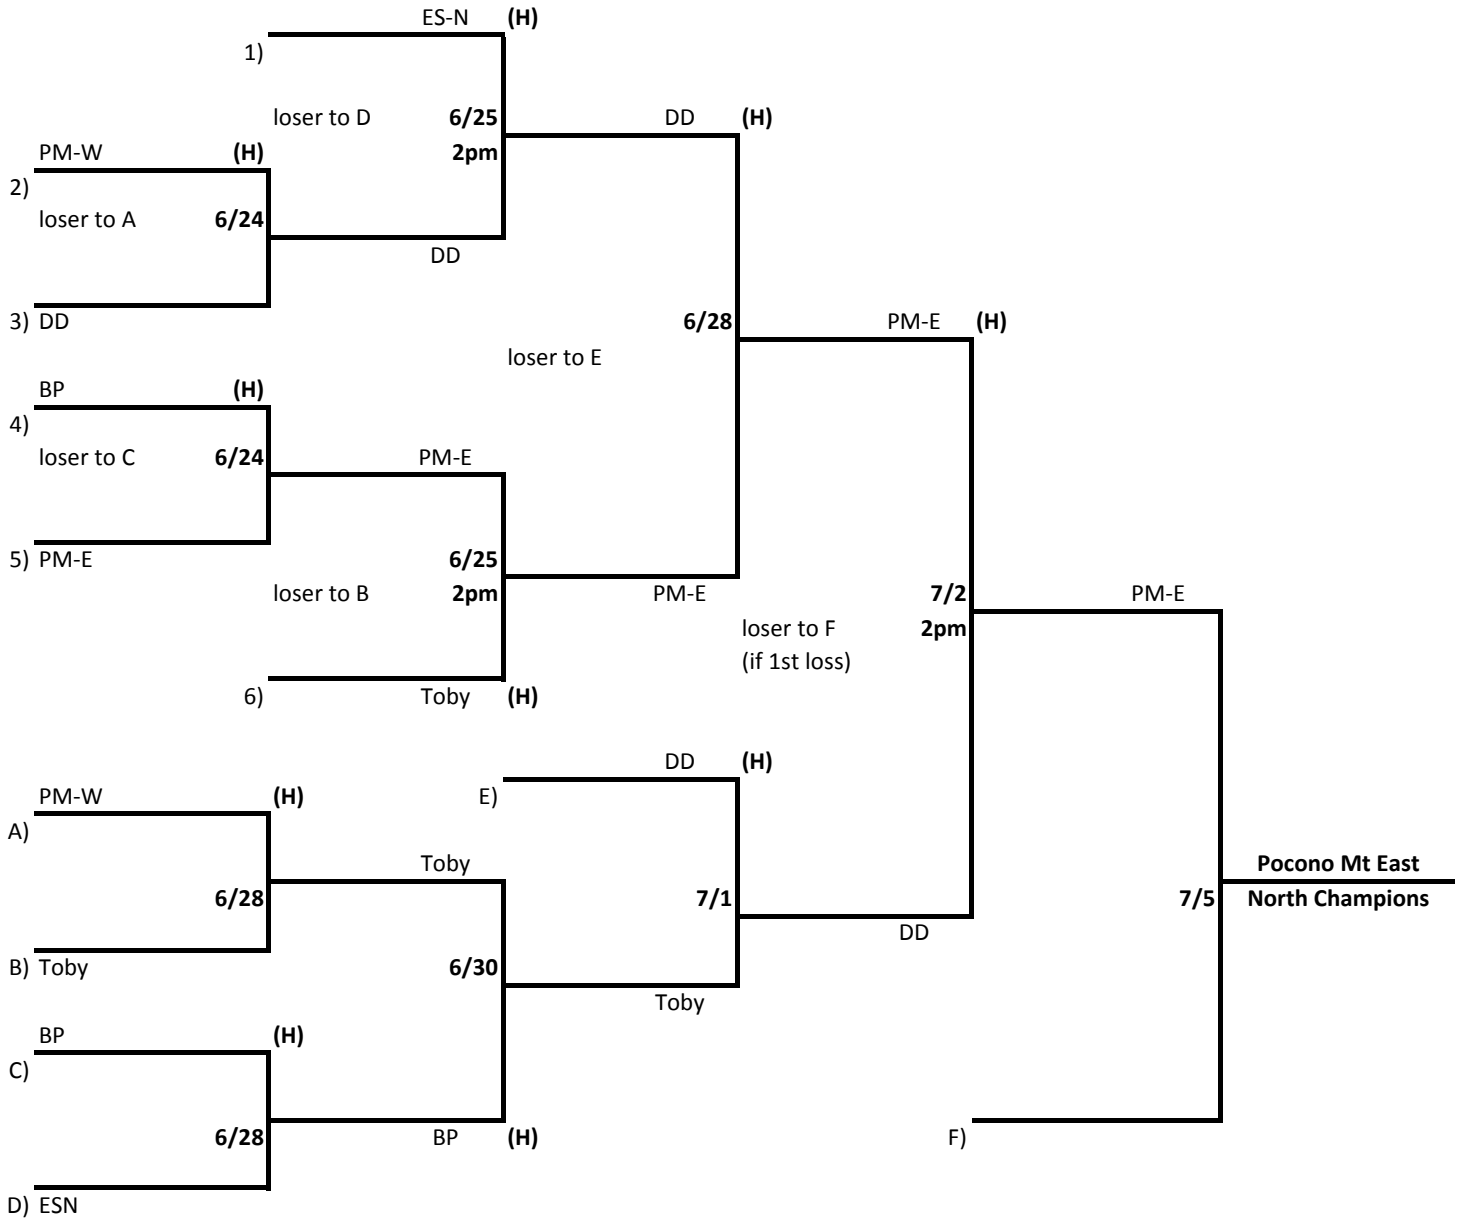 ES-N (H)
1)
loser to D 6/25 DD (H)
PM-W (H) 2pm
2)
loser to A 6/24
DD
3) DD 6/28 PM-E (H)
loser to E
BP (H)
4)
loser to C 6/24 PM-E
5) PM-E 6/25
loser to B 2pm PM-E 7/2 PM-E
loser to F 2pm
(if 1st loss)
6) Toby (H)
DD (H)
PM-W (H) E)
A)
Toby Pocono Mt East
6/28 7/1 7/5 North Champions
DD
B) Toby 6/30
Toby
BP (H)
C)
6/28 BP (H) F)
D) ESN